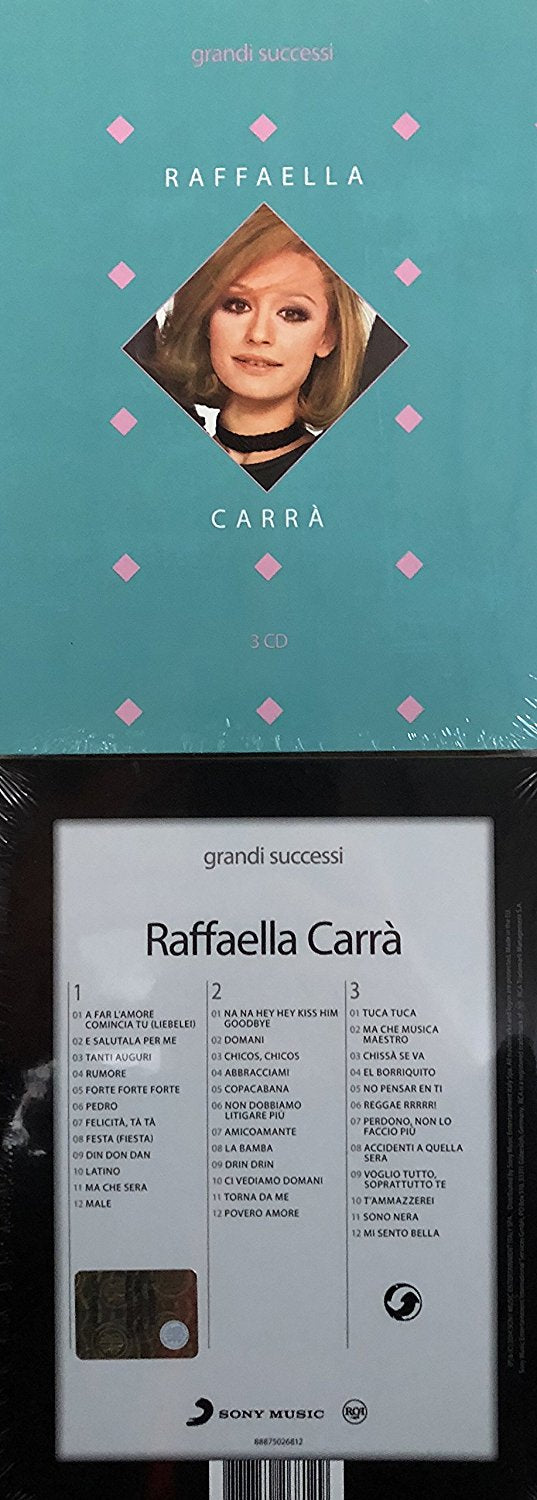 grandi successi
RAFFAELLA
CARRÀ
3 CD
grandi successi
Raffaella Carrà
1
01 A FAR L'AMORE
COMINCIA TU (LIEBELEI)
02 E SALUTALA PER ME
03 TANTI AUGURI
04 RUMORE
05 FORTE FORTE FORTE
06 PEDRO
07 FELICITÀ, TÀ TÀ
08 FESTA (FIESTA)
09 DIN DON DAN
10 LATINO
11 MA CHE SERA
12 MALE
2
01 NA NA HEY HEY KISS HIM
GOODBYE
02 DOMANI
03 CHICOS, CHICOS
04 ABBRACCIAMI
05 COPACABANA
06 NON DOBBIAMO
LITIGARE PIÙ
07 AMICOAMANTE
08 LA BAMBA
09 DRIN DRIN
10 CI VEDIAMO DOMANI
11 TORNA DA ME
12 POVERO AMORE
3
01 TUCA TUCA
02 MA CHE MUSICA
MAESTRO
03 CHISSÀ SE VA
04 EL BORRIQUITO
05 NO PENSAR EN TI
06 REGGAE RRRRR!
07 PERDONO, NON LO
FACCIO PIÙ
08 ACCIDENTI A QUELLA
SERA
09 VOGLIO TUTTO,
SOPRATTUTTO TE
10 T'AMMAZZEREI
11 SONO NERA
12 MI SENTO BELLA
SONY MUSIC
RCA
88875026812